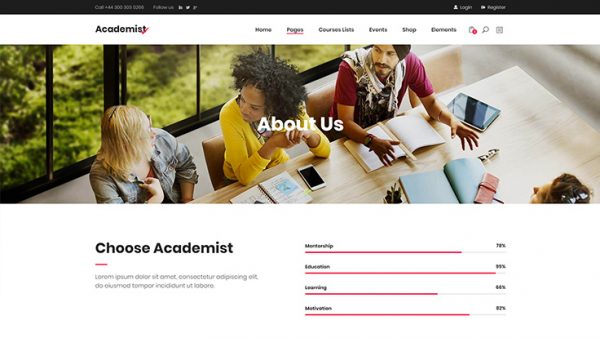 Call +44 300 303 0266 Follow us
Login Register
Academist
Home Pages Courses Lists Events Shop Elements
About Us
Choose Academist
Lorem ipsum dolor sit amet, consectetur adipiscing elit,
do eiusmod tempor incididunt ut labore.
Mentorship 78%
Education 95%
Learning 66%
Motivation 92%